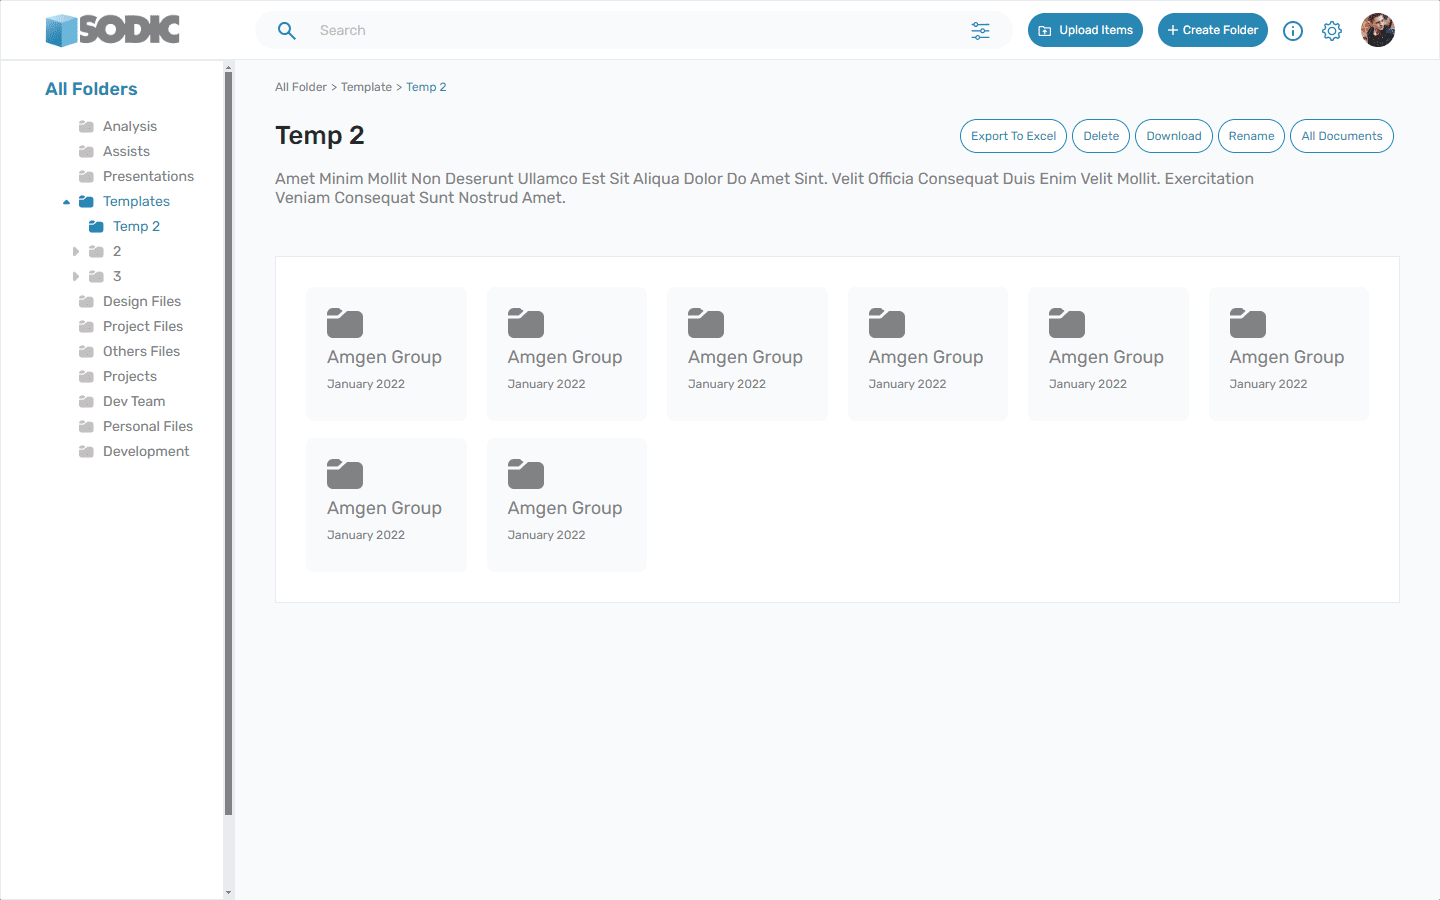 SODIC
Search
Upload Items
+ Create Folder
All Folders
Analysis
Assists
Presentations
Templates
Temp 2
2
3
Design Files
Project Files
Others Files
Projects
Dev Team
Personal Files
Development
All Folder > Template > Temp 2
Temp 2
Export To Excel
Delete
Download
Rename
All Documents
Amet Minim Mollit Non Deserunt Ullamco Est Sit Aliqua Dolor Do Amet Sint. Velit Officia Consequat Duis Enim Velit Mollit. Exercitation
Veniam Consequat Sunt Nostrud Amet.
Amgen Group
January 2022
Amgen Group
January 2022
Amgen Group
January 2022
Amgen Group
January 2022
Amgen Group
January 2022
Amgen Group
January 2022
Amgen Group
January 2022
Amgen Group
January 2022